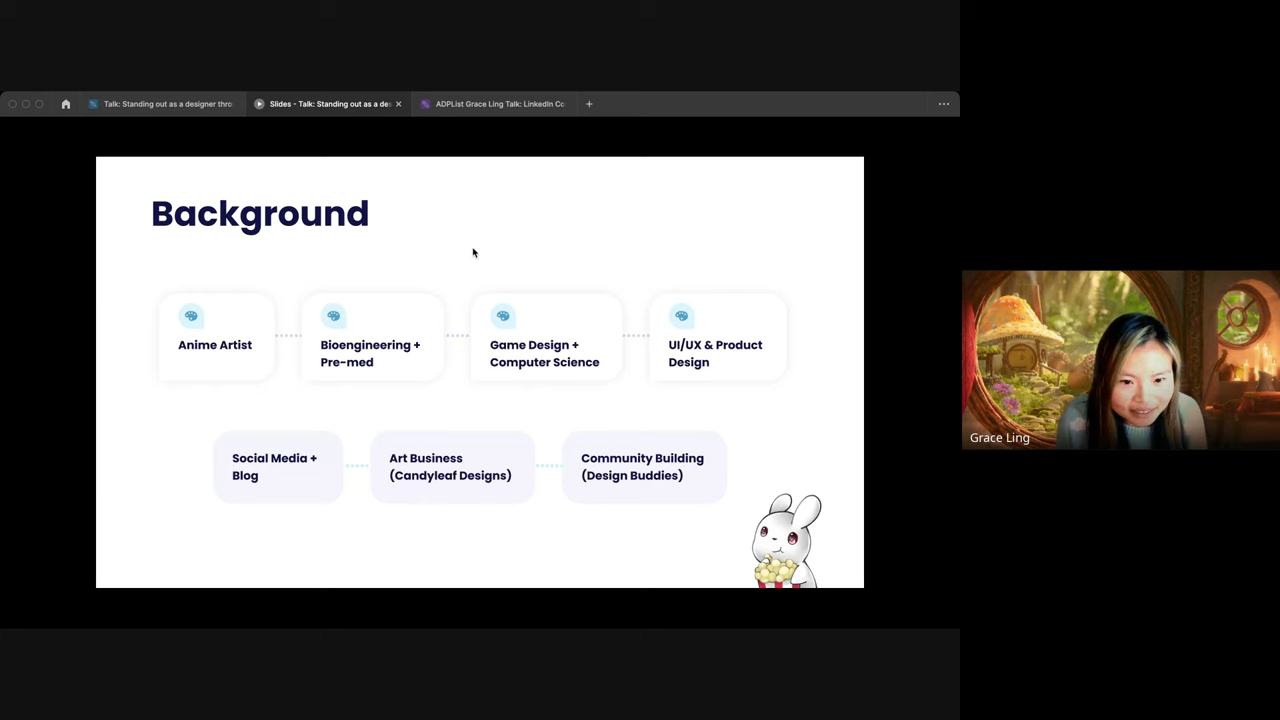 Talk: Standing out as a designer thro
Slides - Talk: Standing out as a des
ADPList Grace Ling Talk: LinkedIn Co
Background
Anime Artist
Bioengineering +
Pre-med
Game Design +
Computer Science
UI/UX & Product
Design
Social Media +
Blog
Art Business
(Candyleaf Designs)
Community Building
(Design Buddies)
Grace Ling